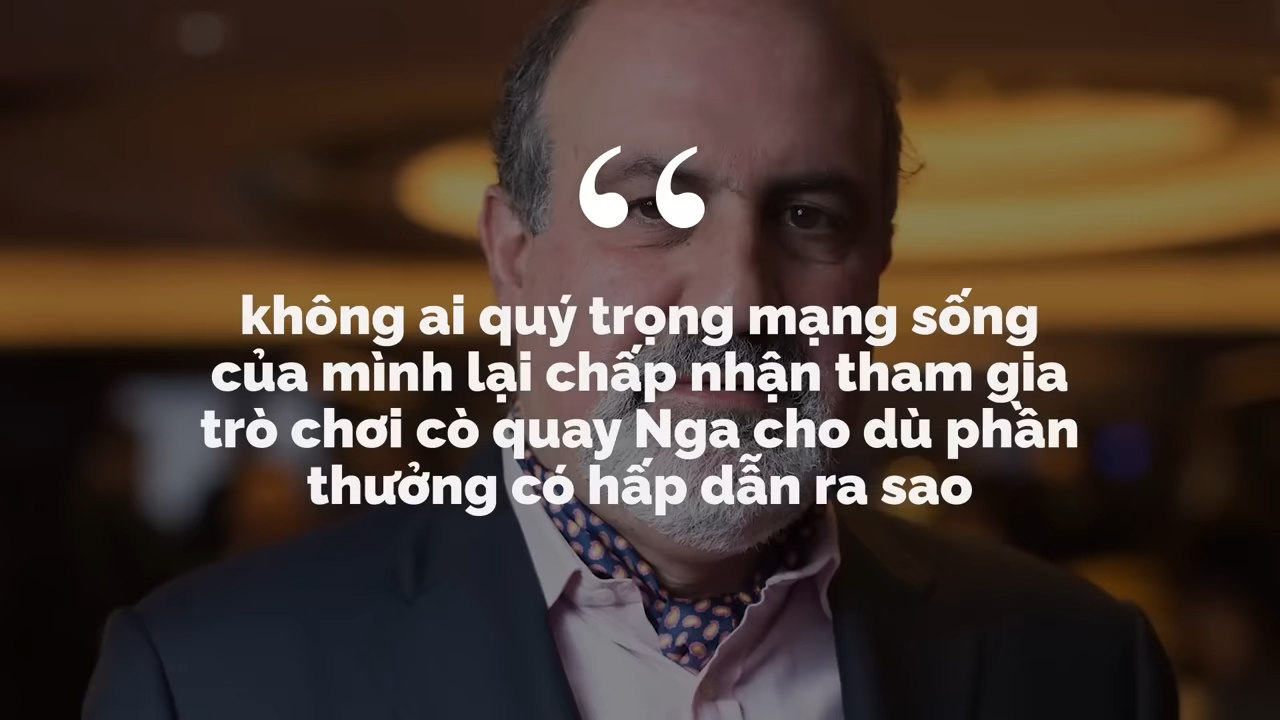 “
không ai quý trọng mạng sống
của mình lại chấp nhận tham gia
trò chơi cò quay Nga cho dù phần
thưởng có hấp dẫn ra sao